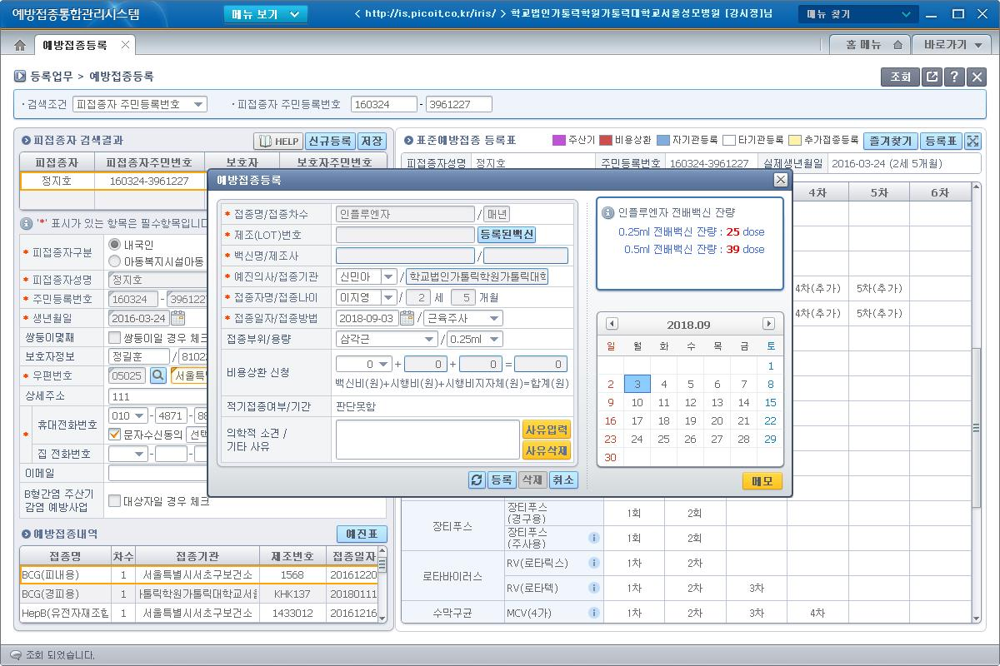 예방접종통합관리시스템
메뉴 보기
< http://is.picoit.co.kr/iris/ > 학교법인가톨릭학원가톨릭대학교서울성모병원 [강시정]님
메뉴 찾기
예방접종등록
홈 메뉴
바로가기
등록업무 > 예방접종등록
조회
· 검색조건 피접종자 주민등록번호
· 피접종자 주민등록번호 160324 - 3961227
피접종자 검색결과
HELP 신규등록 저장
피접종자 피접종자주민번호 보호자 보호자주민번호
정지호 160324-3961227
'*' 표시가 있는 항목은 필수항목입니다
* 피접종자구분 내국인
아동복지시설아동
* 피접종자성명 정지호
* 주민등록번호 160324 - 396122
* 생년월일 2016-03-24
쌍둥이몇째 쌍둥이일 경우 체크
보호자정보 정길훈 / 8102
* 우편번호 05025 서울특
상세주소 111
* 휴대전화번호 010 - 4871 - 88
문자수신동의 선택
집 전화번호 - -
이메일
B형간염 주산기
감염 예방사업
대상자일 경우 체크
예방접종내역
예진표
접종명 차수 접종기관 제조번호 접종일자
BCG(피내용) 1 서울특별시서초구보건소 1568 20161220
BCG(경피용) 1 톨릭학원가톨릭대학교서울 KHK137 20180111
HepB(유전자재조합 1 서울특별시서초구보건소 1433012 20161216
표준예방접종 등록표
주산기 비용상환 자기관등록 타기관등록 추가접종등록
즐겨찾기 등록표
피접종자성명 정지호 주민등록번호 160324-3961227 실제생년월일 2016-03-24 (2세 5개월)
4차 5차 6차
4차(추가) 5차(추가)
4차(추가) 5차(추가)
장티푸스
장티푸스
(경구용)
1회 2회
장티푸스
(주사용)
1회 2회
로타바이러스
RV(로타릭스) 1차 2차
RV(로타텍) 1차 2차 3차
수막구균 MCV(4가) 1차 2차 3차 4차
예방접종등록
* 접종명/접종차수 인플루엔자 / 매년
* 제조(LOT)번호 등록된백신
* 백신명/제조사 /
* 예진의사/접종기관 신민아 / 학교법인가톨릭학원가톨릭대학
* 접종자명/접종나이 이지영 / 2 세 5 개월
* 접종일자/접종방법 2018-09-03 / 근육주사
접종부위/용량 삼각근 / 0.25ml
비용상환 신청 0 + 0 + 0 = 0
백신비(원)+시행비(원)+시행비지자체(원)=합계(원)
적기접종여부/기간 판단못함
의학적 소견 /
기타 사유
사유입력
사유삭제
등록 삭제 취소
인플루엔자 전배백신 잔량
0.25ml 전배백신 잔량 : 25 dose
0.5ml 전배백신 잔량 : 39 dose
2018.09
일 월 화 수 목 금 토
1
2 3 4 5 6 7 8
9 10 11 12 13 14 15
16 17 18 19 20 21 22
23 24 25 26 27 28 29
30
메모
조회 되었습니다.